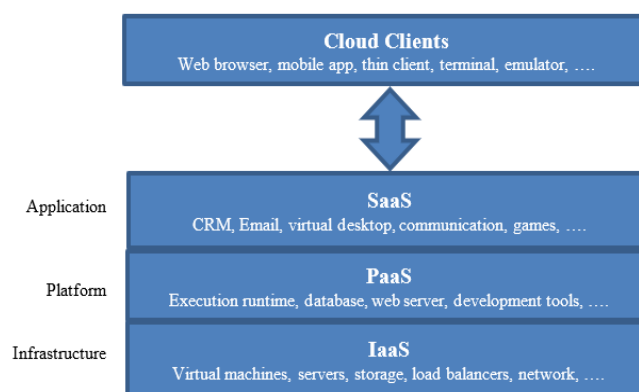 Cloud Clients
Web browser, mobile app, thin client, terminal, emulator, ….
Application
SaaS
CRM, Email, virtual desktop, communication, games, ….
Platform
PaaS
Execution runtime, database, web server, development tools, ….
Infrastructure
IaaS
Virtual machines, servers, storage, load balancers, network, ….